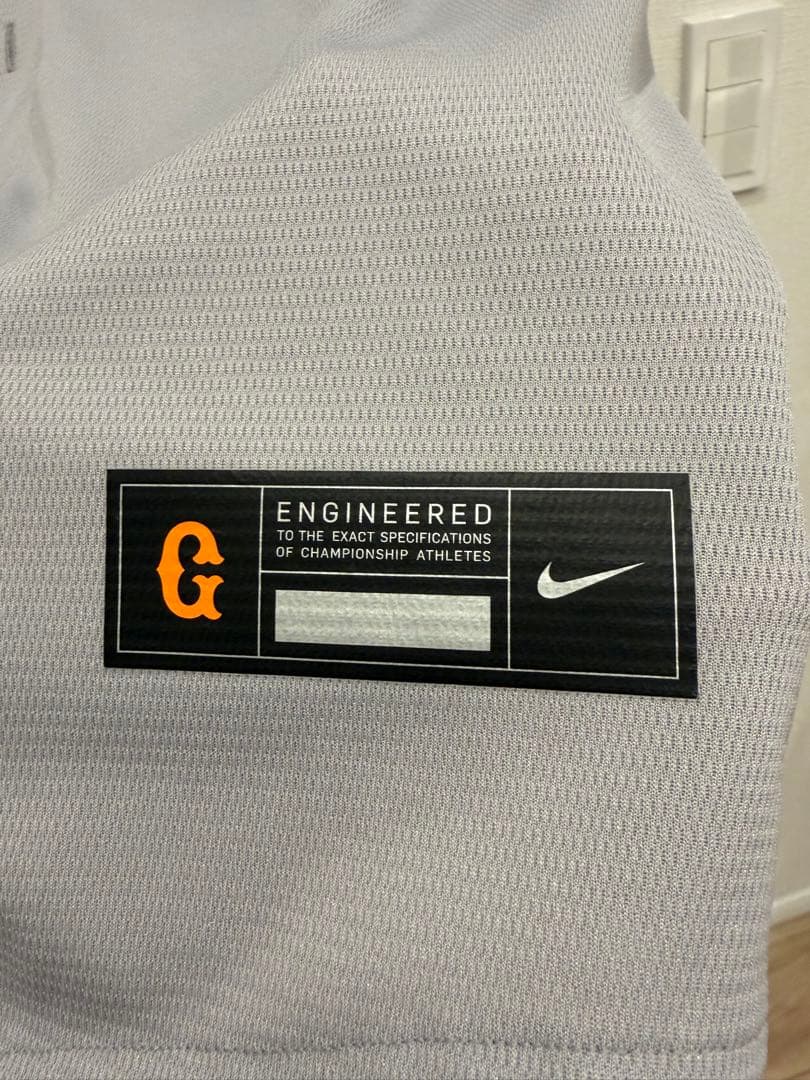 G
ENGINEERED
TO THE EXACT SPECIFICATIONS
OF CHAMPIONSHIP ATHLETES